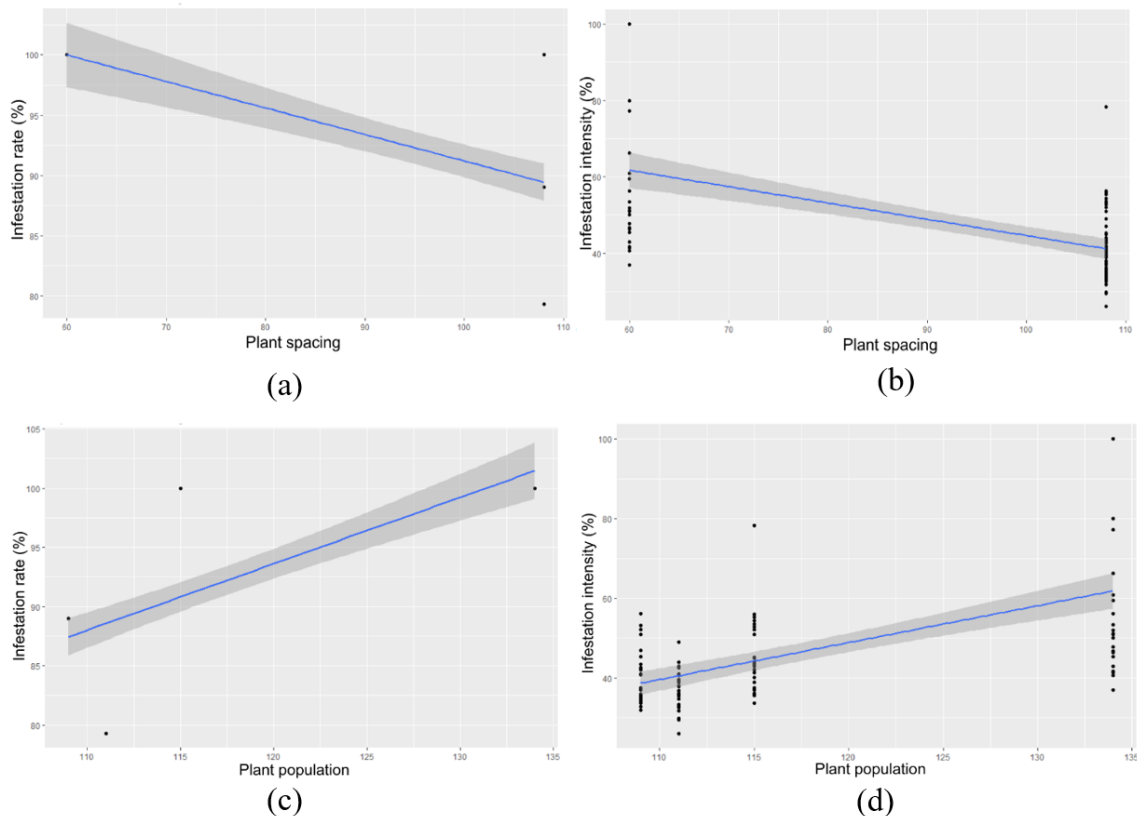 Infestation rate (%)
100
95
90
85
80
60 70 80 90 100 110
Plant spacing
(a)
Infestation intensity (%)
100
80
60
40
60 70 80 90 100 110
Plant spacing
(b)
Infestation rate (%)
105
100
95
90
85
80
110 115 120 125 130 135
Plant population
(c)
Infestation intensity (%)
100
80
60
40
110 115 120 125 130 135
Plant population
(d)